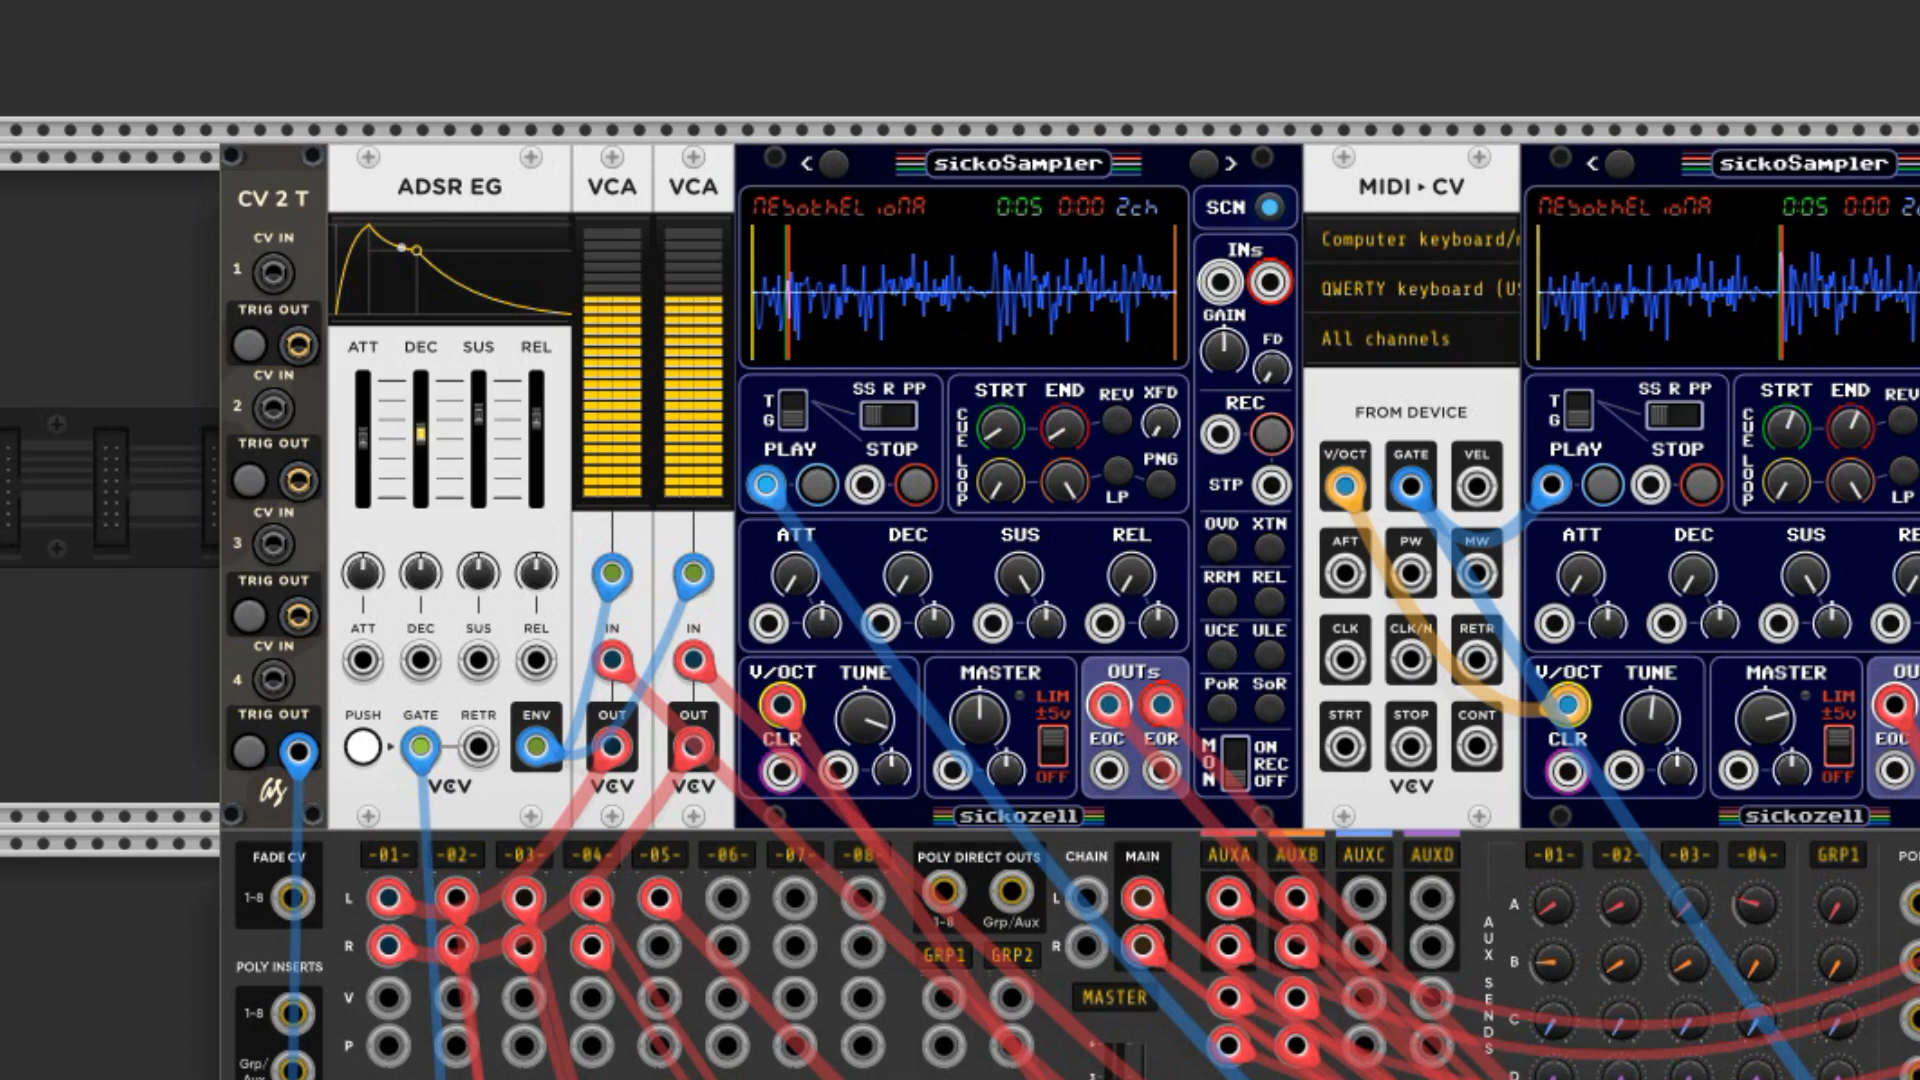 CV 2 T
CV IN
1
TRIG OUT
CV IN
2
TRIG OUT
CV IN
3
TRIG OUT
CV IN
4
TRIG OUT
ADSR EG
ATT DEC SUS REL
ATT DEC SUS REL
PUSH GATE RETR ENV
VCV
VCA
IN
OUT
VCV
VCA
IN
OUT
VCV
< sickoSampler >
0:05 0:00 2ch
T
G
SS R PP
PLAY STOP
CUE
LOOP
STRT END REV XFD
LP PNG
ATT DEC SUS REL
V/OCT TUNE
CLR
MASTER
LIM
±5v
OFF
OUTs
EOC EOR
sickozell
SCN
INs
GAIN
FD
REC
STP
OVD XTN
RRM REL
UCE ULE
PoR SoR
MON
ON
REC
OFF
MIDI ▸ CV
Computer keyboard/
QWERTY keyboard (U
All channels
FROM DEVICE
V/OCT GATE VEL
AFT PW MW
CLK CLK/N RETR
STRT STOP CONT
VCV
< sickoSampler
0:05 0:00
T
G
SS R PP
PLAY STOP
CUE
LOOP
STRT END REV
LP
ATT DEC SUS
V/OCT TUNE
CLR
MASTER
LIM
±5v
OFF
EOC
sickozell
FADE CV
1-8
POLY INSERTS
1-8
Grp/
Aux
-01- -02- -03- -04- -05- -06- -07- -08-
L
R
V
P
POLY DIRECT OUTS
1-8 Grp/Aux
GRP1 GRP2
CHAIN MAIN
L
R
MASTER
AUXA AUXB AUXC AUXD
AUX SENDS
-01- -02- -03- -04- GRP1
A
B
C
D